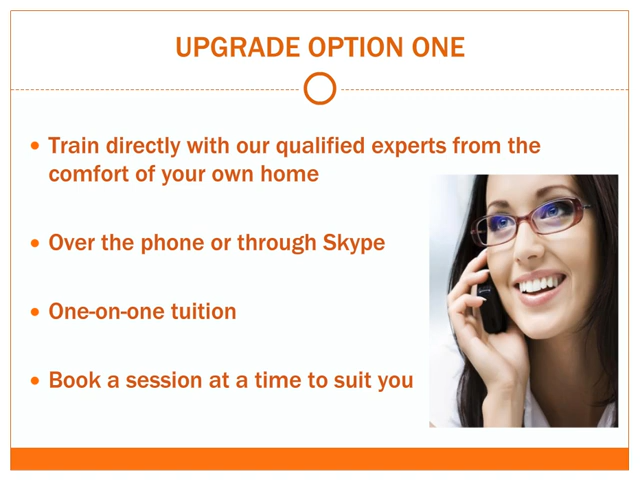 UPGRADE OPTION ONE
• Train directly with our qualified experts from the
comfort of your own home
• Over the phone or through Skype
• One-on-one tuition
• Book a session at a time to suit you